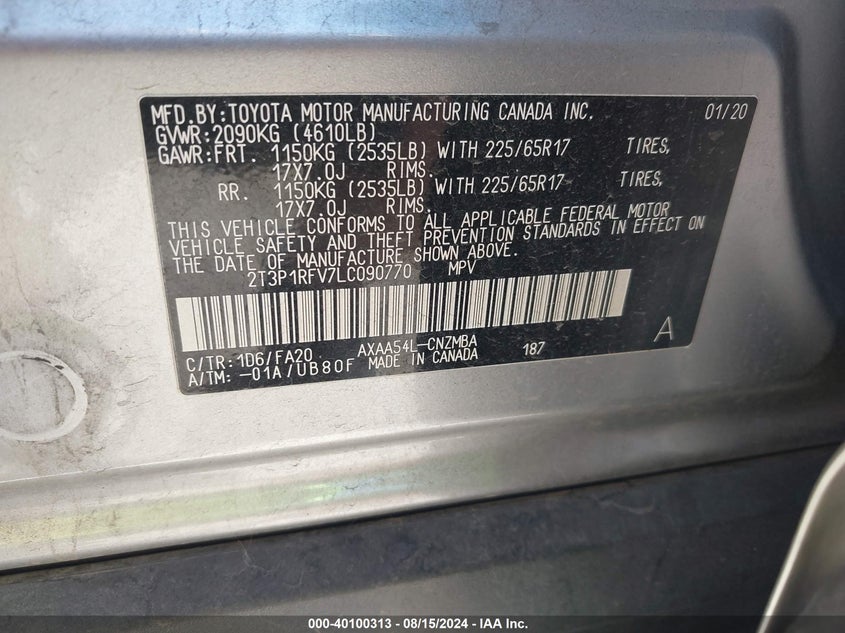 MFD.BY:TOYOTA MOTOR MANUFACTURING CANADA INC. 01/20
GVWR:2090KG (4610LB)
GAWR:FRT. 1150KG (2535LB) WITH 225/65R17 TIRES,
17X7.0J RIMS.
RR. 1150KG (2535LB) WITH 225/65R17 TIRES,
17X7.0J RIMS.
THIS VEHICLE CONFORMS TO ALL APPLICABLE FEDERAL MOTOR
VEHICLE SAFETY AND THEFT PREVENTION STANDARDS IN EFFECT ON
THE DATE OF MANUFACTURE SHOWN ABOVE.
2T3P1RFV7LC090770 MPV
C/TR:1D6/FA20 AXAA54L-CNZMBA 187 A
A/TM:-01A/UB80F MADE IN CANADA
000-40100313 - 08/15/2024 - IAA Inc.